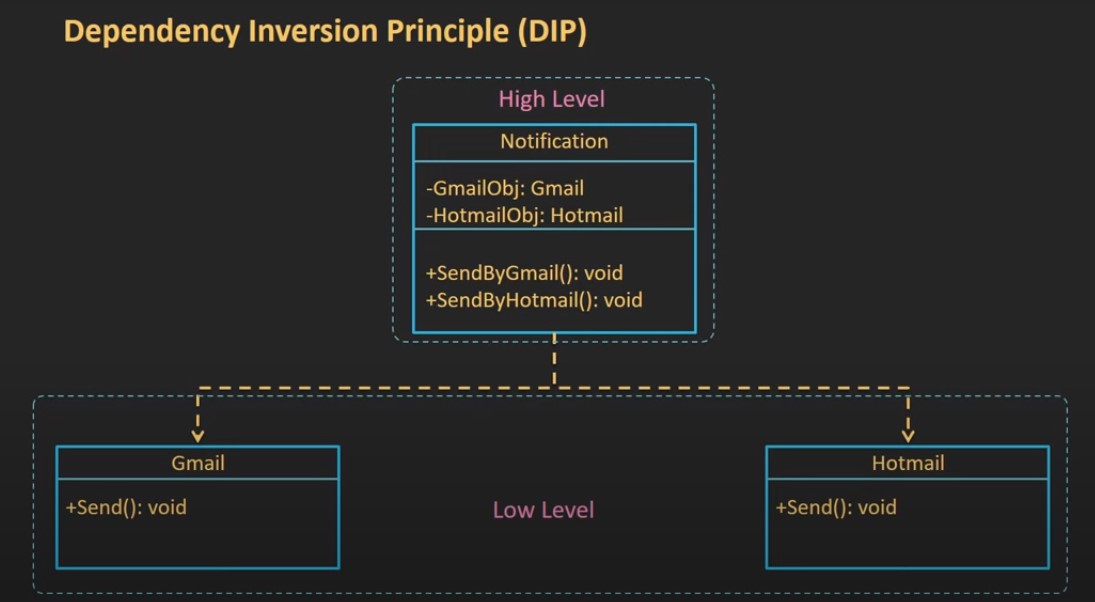 Dependency Inversion Principle (DIP)
High Level
Notification
-GmailObj: Gmail
-HotmailObj: Hotmail
+SendByGmail(): void
+SendByHotmail(): void
Gmail
+Send(): void
Low Level
Hotmail
+Send(): void